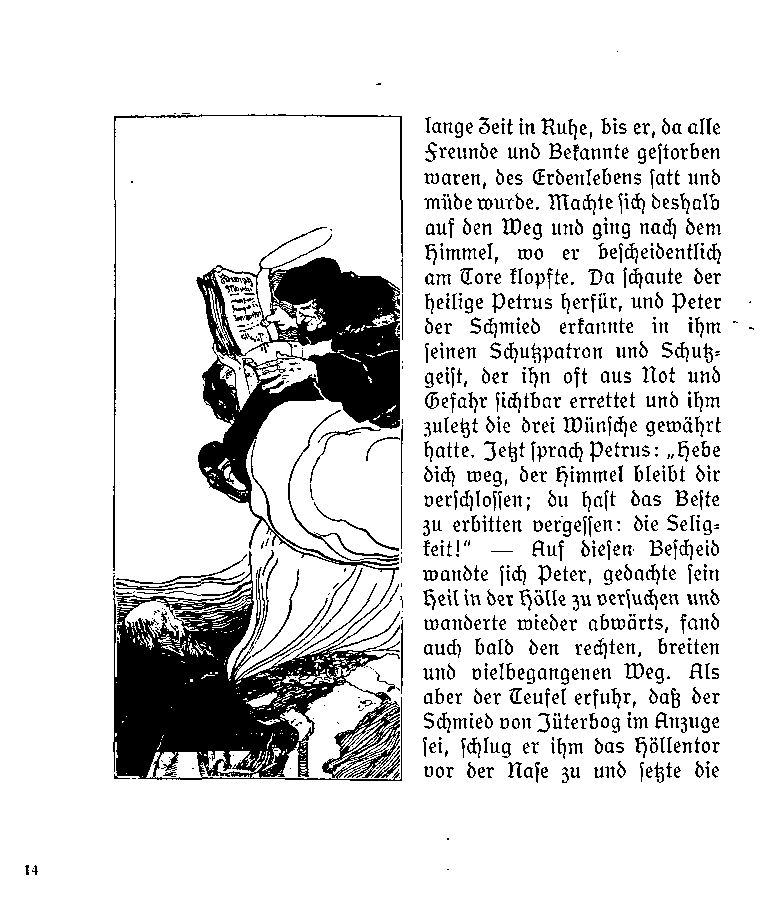 lange Zeit in Ruhe, bis er, da alle
Freunde und Bekannte geſtorben
waren, des Erdenlebens ſatt und
müde wurde. Machte ſich deshalb
auf den Weg und ging nach dem
Himmel, wo er beſcheidentlich
am Tore klopfte. Da ſchaute der
heilige Petrus herfür, und Peter
der Schmied erkannte in ihm
ſeinen Schutzpatron und Schutz-
geiſt, der ihn oft aus Not und
Gefahr ſichtbar errettet und ihm
zuletzt die drei Wünſche gewährt
hatte. Jetzt ſprach Petrus: „Hebe
dich weg, der Himmel bleibt dir
verſchloſſen; du haſt das Beſte
zu erbitten vergeſſen: die Selig-
keit!“ — Auf dieſen Beſcheid
wandte ſich Peter, gedachte ſein
Heil in der Hölle zu verſuchen und
wanderte wieder abwärts, fand
auch bald den rechten, breiten
und vielbegangenen Weg. Als
aber der Teufel erfuhr, daß der
Schmied von Jüterbog im Anzuge
ſei, ſchlug er ihm das Höllentor
vor der Naſe zu und ſetzte die
14